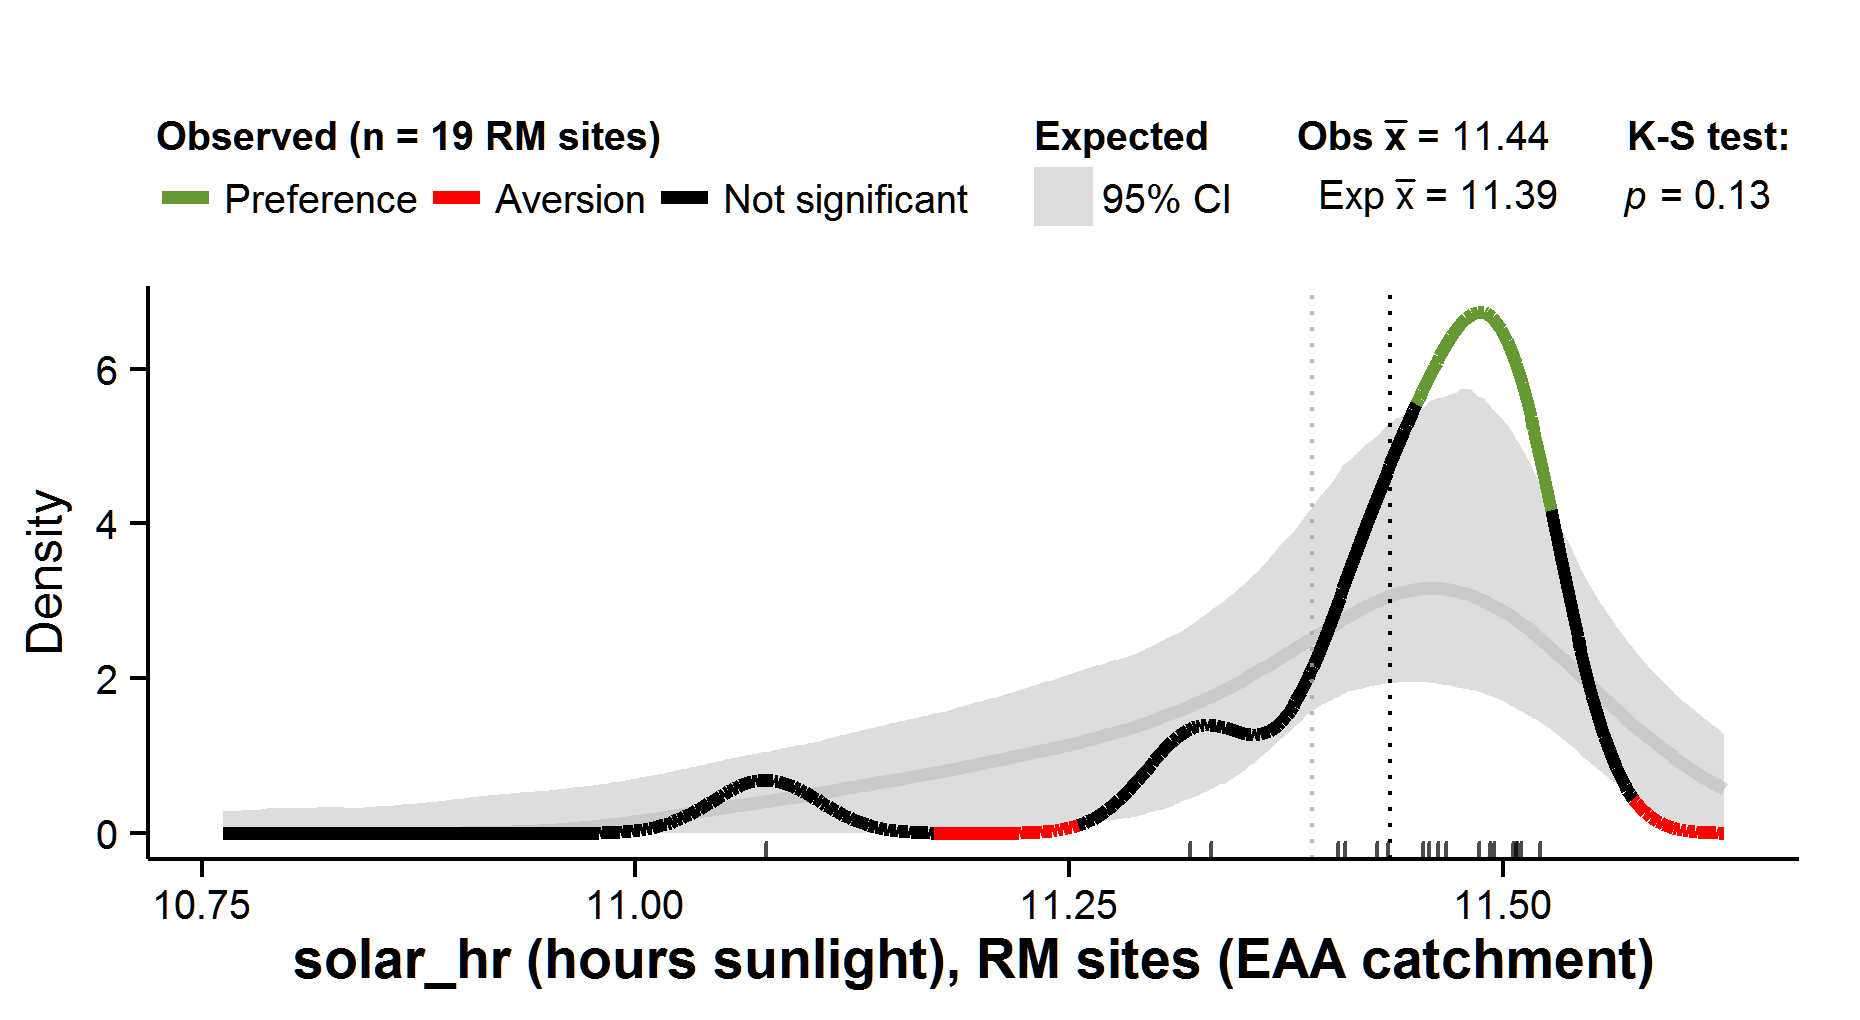 Observed (n = 19 RM sites) Expected Obs x̅ = 11.44 K-S test:
Preference Aversion Not significant 95% CI Exp x̅ = 11.39 p = 0.13
Density
6
4
2
0
10.75 11.00 11.25 11.50
solar_hr (hours sunlight), RM sites (EAA catchment)